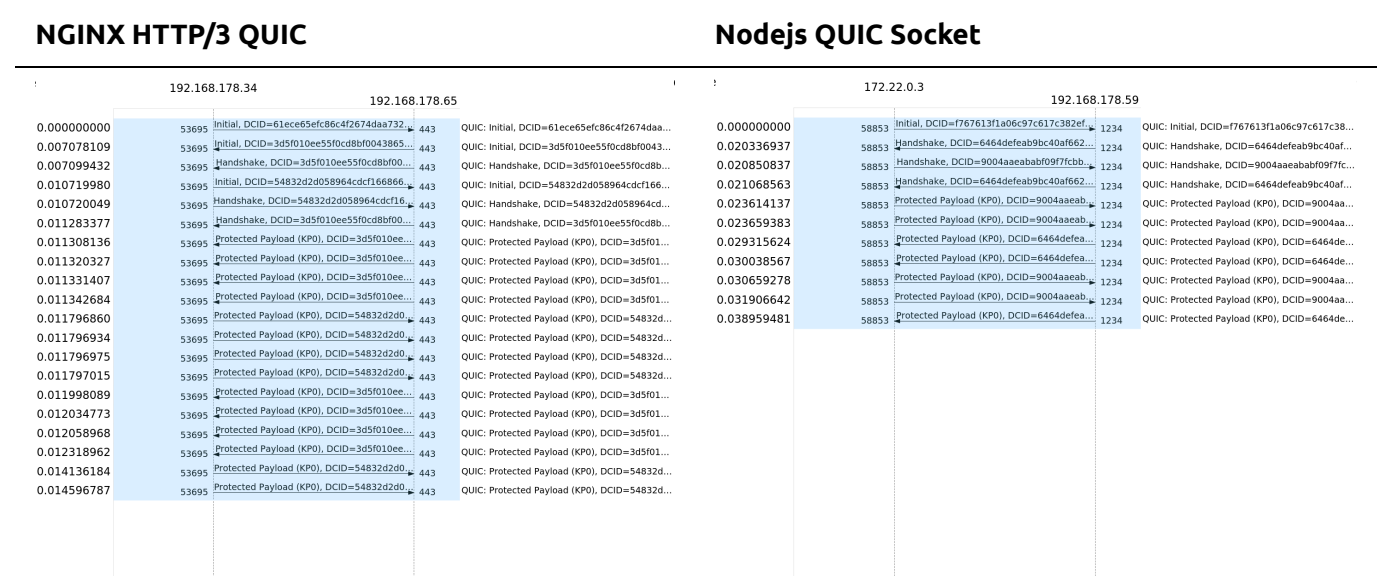 NGINX HTTP/3 QUIC
192.168.178.34
192.168.178.65
0.000000000 53695 Initial, DCID=61ece65efc86c4f2674daa732... 443 QUIC: Initial, DCID=61ece65efc86c4f2674daa...
0.007078109 53695 Initial, DCID=3d5f010ee55f0cd8bf0043865... 443 QUIC: Initial, DCID=3d5f010ee55f0cd8bf0043...
0.007099432 53695 Handshake, DCID=3d5f010ee55f0cd8bf00... 443 QUIC: Handshake, DCID=3d5f010ee55f0cd8b...
0.010719980 53695 Initial, DCID=54832d2d058964cdcf166866... 443 QUIC: Initial, DCID=54832d2d058964cdcf166...
0.010720049 53695 Handshake, DCID=54832d2d058964cdcf16... 443 QUIC: Handshake, DCID=54832d2d058964cd...
0.011283377 53695 Handshake, DCID=3d5f010ee55f0cd8bf00... 443 QUIC: Handshake, DCID=3d5f010ee55f0cd8b...
0.011308136 53695 Protected Payload (KP0), DCID=3d5f010ee... 443 QUIC: Protected Payload (KP0), DCID=3d5f01...
0.011320327 53695 Protected Payload (KP0), DCID=3d5f010ee... 443 QUIC: Protected Payload (KP0), DCID=3d5f01...
0.011331407 53695 Protected Payload (KP0), DCID=3d5f010ee... 443 QUIC: Protected Payload (KP0), DCID=3d5f01...
0.011342684 53695 Protected Payload (KP0), DCID=3d5f010ee... 443 QUIC: Protected Payload (KP0), DCID=3d5f01...
0.011796860 53695 Protected Payload (KP0), DCID=54832d2d0... 443 QUIC: Protected Payload (KP0), DCID=54832d...
0.011796934 53695 Protected Payload (KP0), DCID=54832d2d0... 443 QUIC: Protected Payload (KP0), DCID=54832d...
0.011796975 53695 Protected Payload (KP0), DCID=54832d2d0... 443 QUIC: Protected Payload (KP0), DCID=54832d...
0.011797015 53695 Protected Payload (KP0), DCID=54832d2d0... 443 QUIC: Protected Payload (KP0), DCID=54832d...
0.011998089 53695 Protected Payload (KP0), DCID=3d5f010ee... 443 QUIC: Protected Payload (KP0), DCID=3d5f01...
0.012034773 53695 Protected Payload (KP0), DCID=3d5f010ee... 443 QUIC: Protected Payload (KP0), DCID=3d5f01...
0.012058968 53695 Protected Payload (KP0), DCID=3d5f010ee... 443 QUIC: Protected Payload (KP0), DCID=3d5f01...
0.012318962 53695 Protected Payload (KP0), DCID=3d5f010ee... 443 QUIC: Protected Payload (KP0), DCID=3d5f01...
0.014136184 53695 Protected Payload (KP0), DCID=54832d2d0... 443 QUIC: Protected Payload (KP0), DCID=54832d...
0.014596787 53695 Protected Payload (KP0), DCID=54832d2d0... 443 QUIC: Protected Payload (KP0), DCID=54832d...
Nodejs QUIC Socket
172.22.0.3
192.168.178.59
0.000000000 58853 Initial, DCID=f767613f1a06c97c617c382ef... 1234 QUIC: Initial, DCID=f767613f1a06c97c617c38...
0.020336937 58853 Handshake, DCID=6464defeab9bc40af662... 1234 QUIC: Handshake, DCID=6464defeab9bc40af...
0.020850837 58853 Handshake, DCID=9004aaeababf09f7fcbb... 1234 QUIC: Handshake, DCID=9004aaeababf09f7fc...
0.021068563 58853 Handshake, DCID=6464defeab9bc40af662... 1234 QUIC: Handshake, DCID=6464defeab9bc40af...
0.023614137 58853 Protected Payload (KP0), DCID=9004aaeab... 1234 QUIC: Protected Payload (KP0), DCID=9004aa...
0.023659383 58853 Protected Payload (KP0), DCID=9004aaeab... 1234 QUIC: Protected Payload (KP0), DCID=9004aa...
0.029315624 58853 Protected Payload (KP0), DCID=6464defea... 1234 QUIC: Protected Payload (KP0), DCID=6464de...
0.030038567 58853 Protected Payload (KP0), DCID=6464defea... 1234 QUIC: Protected Payload (KP0), DCID=6464de...
0.030659278 58853 Protected Payload (KP0), DCID=9004aaeab... 1234 QUIC: Protected Payload (KP0), DCID=9004aa...
0.031906642 58853 Protected Payload (KP0), DCID=9004aaeab... 1234 QUIC: Protected Payload (KP0), DCID=9004aa...
0.038959481 58853 Protected Payload (KP0), DCID=6464defea... 1234 QUIC: Protected Payload (KP0), DCID=6464de...